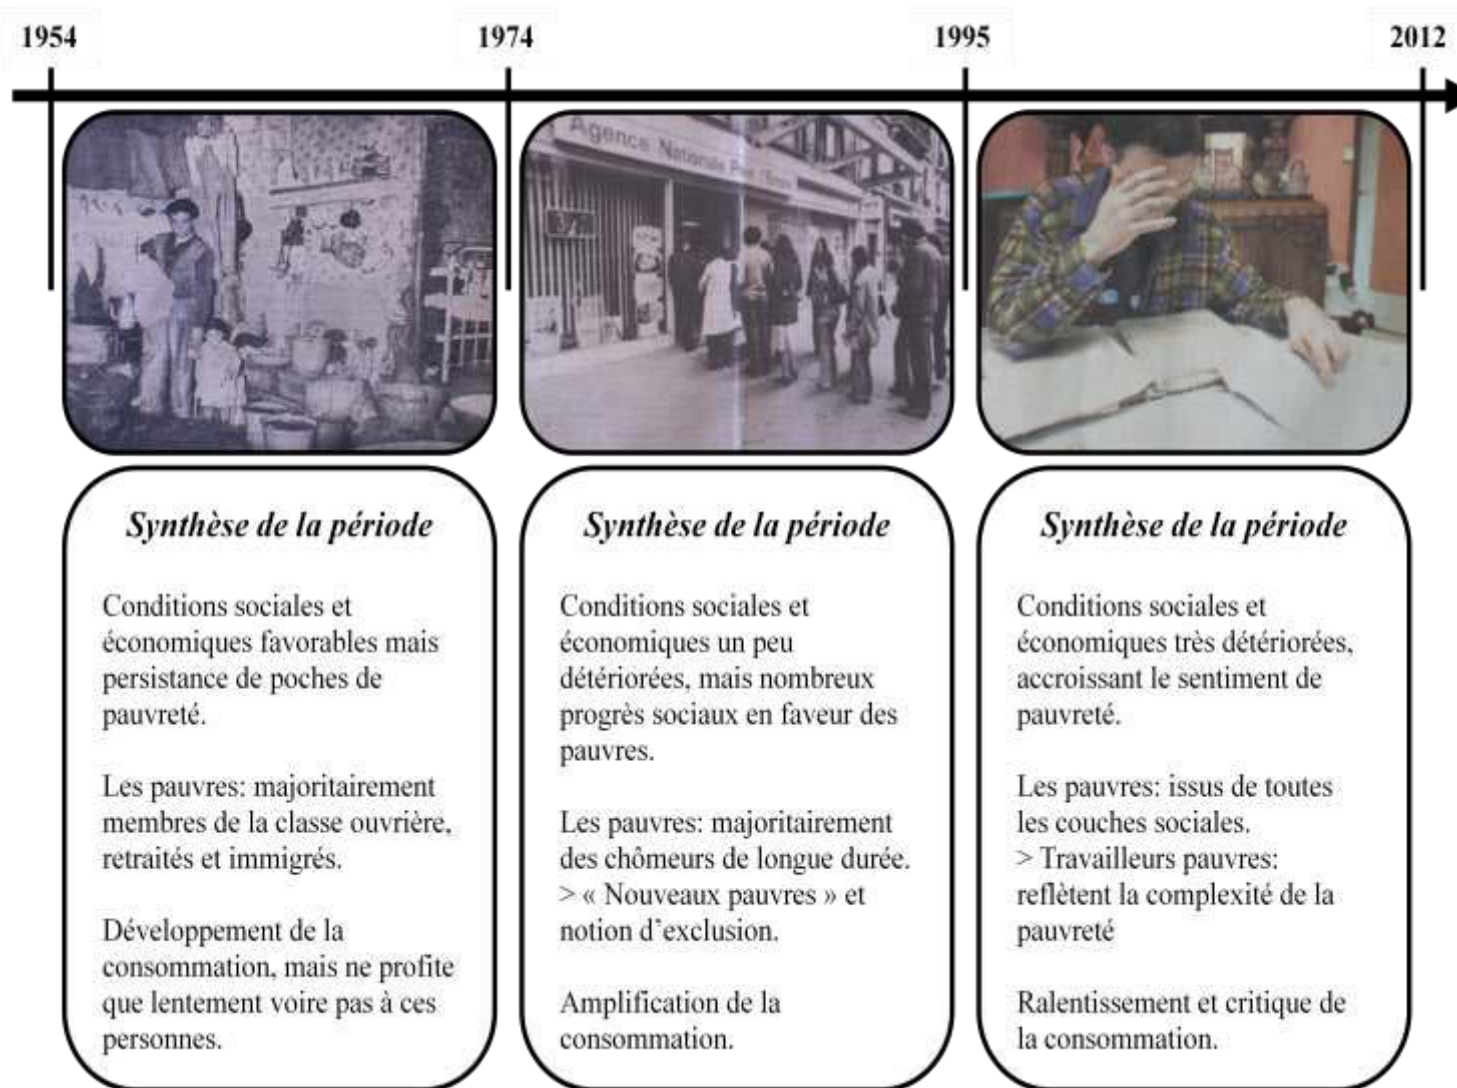 1954
1974
1995
2012
Agence Nationale Pour l'Emploi
Synthèse de la période
Conditions sociales et
économiques favorables mais
persistance de poches de
pauvreté.
Les pauvres: majoritairement
membres de la classe ouvrière,
retraités et immigrés.
Développement de la
consommation, mais ne profite
que lentement voire pas à ces
personnes.
Synthèse de la période
Conditions sociales et
économiques un peu
détériorées, mais nombreux
progrès sociaux en faveur des
pauvres.
Les pauvres: majoritairement
des chômeurs de longue durée.
> « Nouveaux pauvres » et
notion d’exclusion.
Amplification de la
consommation.
Synthèse de la période
Conditions sociales et
économiques très détériorées,
accroissant le sentiment de
pauvreté.
Les pauvres: issus de toutes
les couches sociales.
> Travailleurs pauvres:
reflètent la complexité de la
pauvreté
Ralentissement et critique de
la consommation.